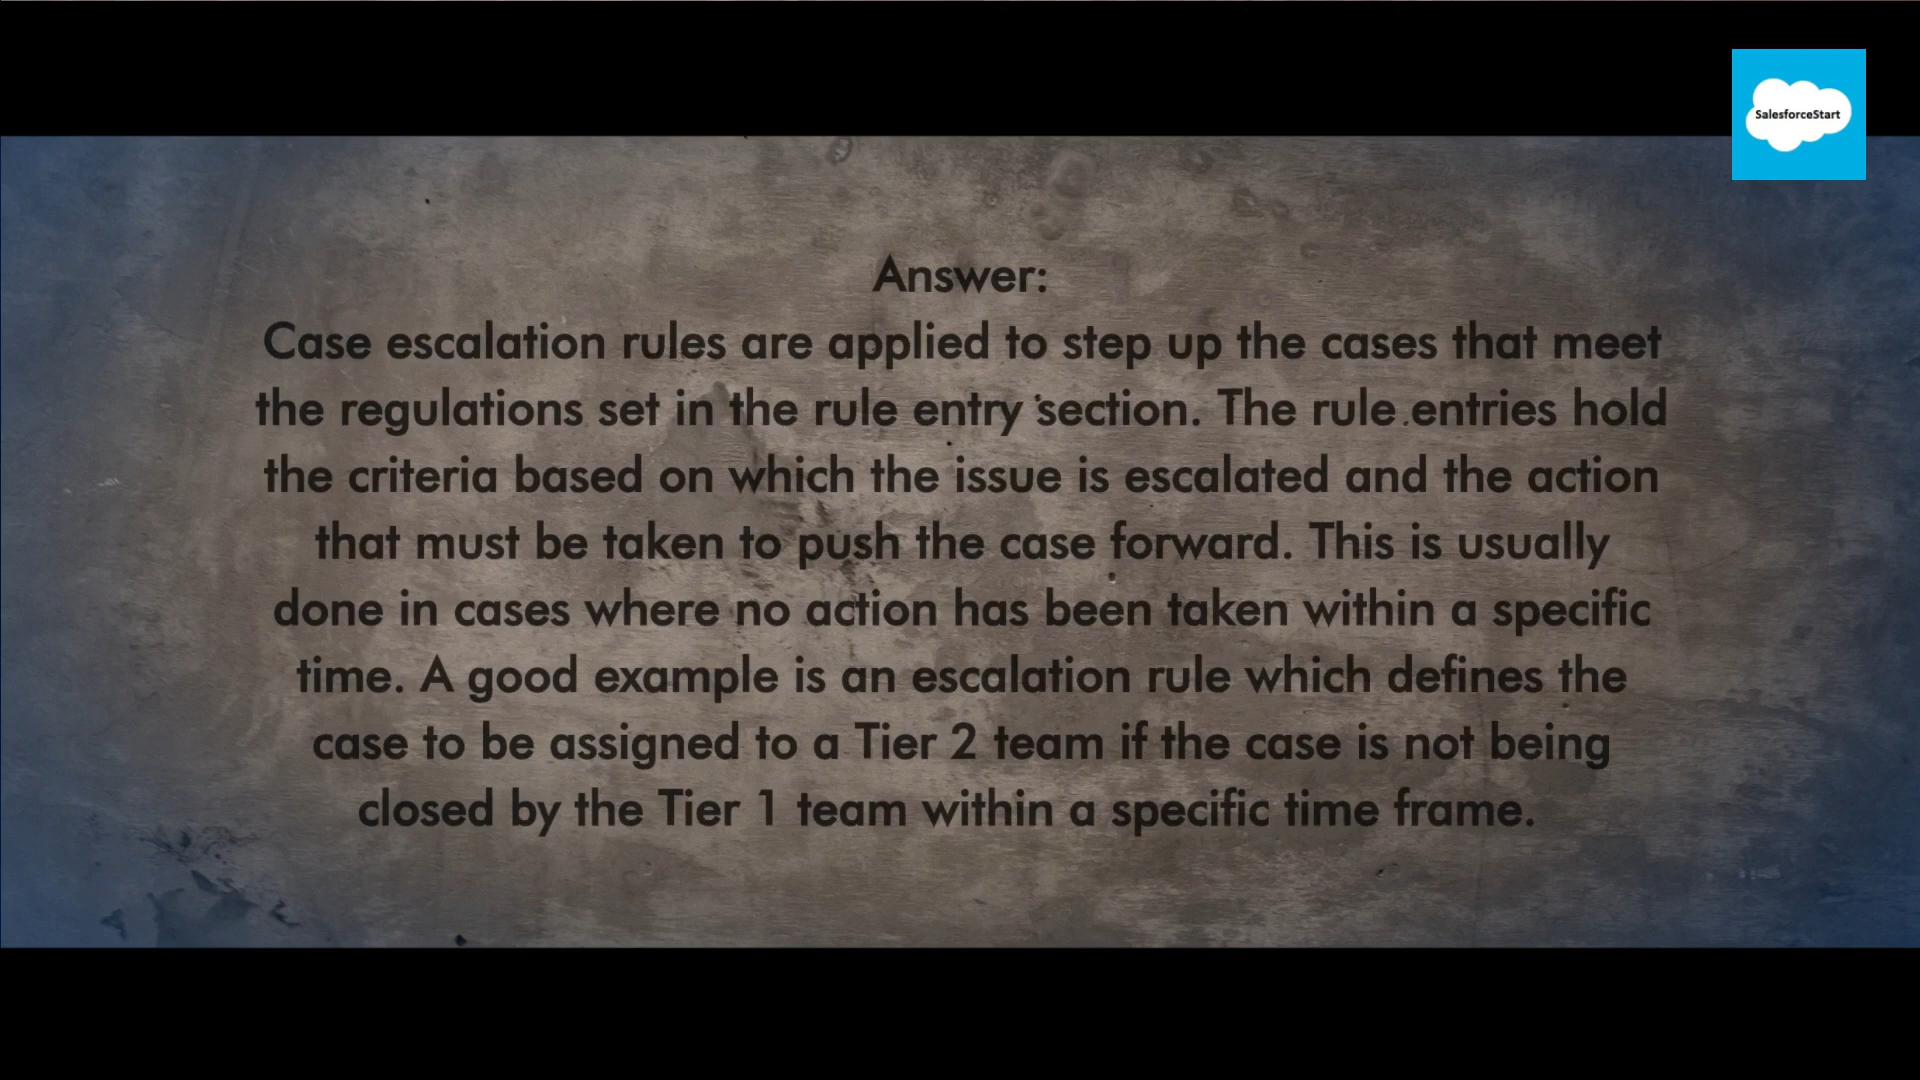 SalesforceStart
Answer:
Case escalation rules are applied to step up the cases that meet
the regulations set in the rule entry section. The rule entries hold
the criteria based on which the issue is escalated and the action
that must be taken to push the case forward. This is usually
done in cases where no action has been taken within a specific
time. A good example is an escalation rule which defines the
case to be assigned to a Tier 2 team if the case is not being
closed by the Tier 1 team within a specific time frame.